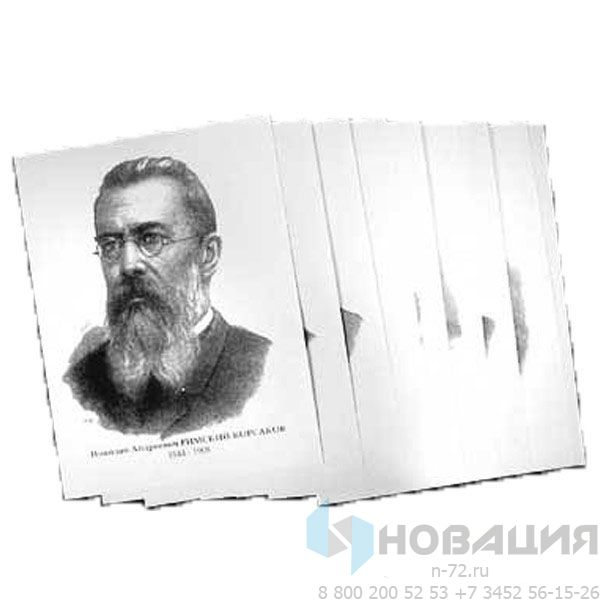 Николай Андреевич РИМСКИЙ-КОРСАКОВ
1844 - 1908
НОВАЦИЯ
n-72.ru
8 800 200 52 53 +7 3452 56-15-26